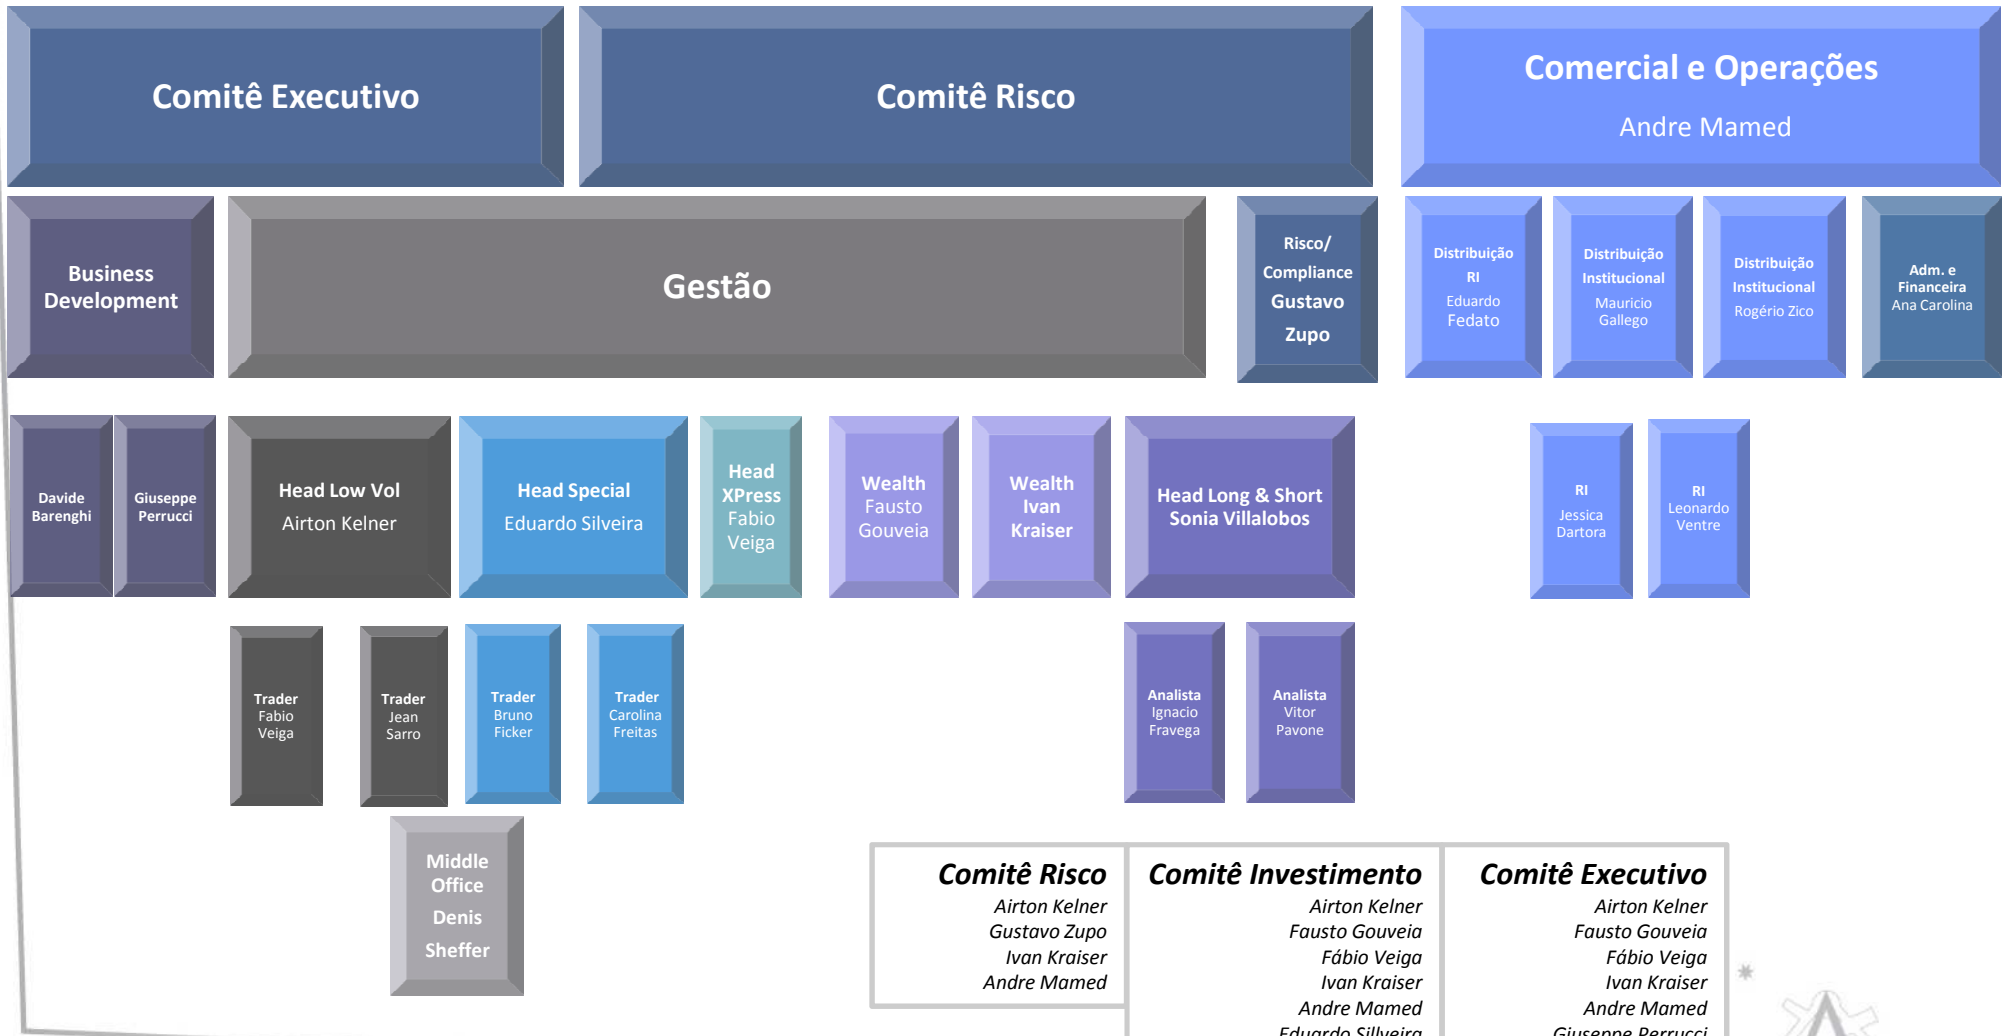 Comitê Executivo
Comitê Risco
Comercial e Operações
Andre Mamed
Business
Development
Gestão
Risco/
Compliance
Gustavo
Zupo
Distribuição
RI
Eduardo
Fedato
Distribuição
Institucional
Mauricio
Gallego
Distribuição
Institucional
Rogério Zico
Adm. e
Financeira
Ana Carolina
Davide
Barenghi
Giuseppe
Perrucci
Head Low Vol
Airton Kelner
Head Special
Eduardo Silveira
Head
XPress
Fabio
Veiga
Wealth
Fausto
Gouveia
Wealth
Ivan
Kraiser
Head Long & Short
Sonia Villalobos
RI
Jessica
Dartora
RI
Leonardo
Ventre
Trader
Fabio
Veiga
Trader
Jean
Sarro
Trader
Bruno
Ficker
Trader
Carolina
Freitas
Analista
Ignacio
Fravega
Analista
Vitor
Pavone
Middle
Office
Denis
Sheffer
Comitê Risco
Airton Kelner
Gustavo Zupo
Ivan Kraiser
Andre Mamed
Comitê Investimento
Airton Kelner
Fausto Gouveia
Fábio Veiga
Ivan Kraiser
Andre Mamed
Eduardo Sillveira
Comitê Executivo
Airton Kelner
Fausto Gouveia
Fábio Veiga
Ivan Kraiser
Andre Mamed
Giuseppe Perrucci